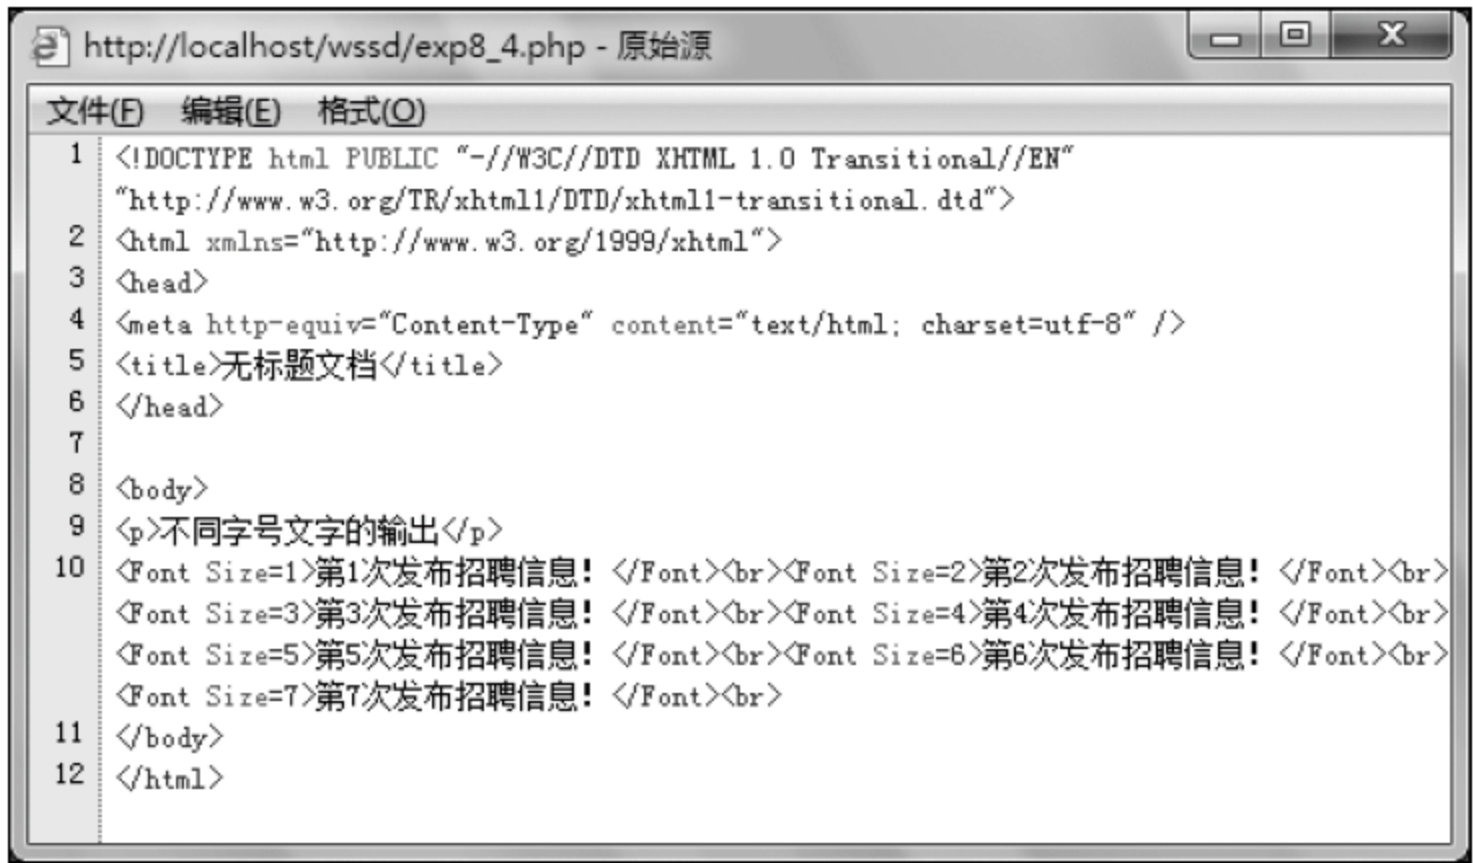 http://localhost/wssd/exp8_4.php - 原始源
文件(F) 编辑(E) 格式(O)
1 <!DOCTYPE html PUBLIC "-//W3C//DTD XHTML 1.0 Transitional//EN"
"http://www.w3.org/TR/xhtml1/DTD/xhtml1-transitional.dtd">
2 <html xmlns="http://www.w3.org/1999/xhtml">
3 <head>
4 <meta http-equiv="Content-Type" content="text/html; charset=utf-8" />
5 <title>无标题文档</title>
6 </head>
7
8 <body>
9 <p>不同字号文字的输出</p>
10 <Font Size=1>第1次发布招聘信息! </Font><br><Font Size=2>第2次发布招聘信息! </Font><br>
<Font Size=3>第3次发布招聘信息! </Font><br><Font Size=4>第4次发布招聘信息! </Font><br>
<Font Size=5>第5次发布招聘信息! </Font><br><Font Size=6>第6次发布招聘信息! </Font><br>
<Font Size=7>第7次发布招聘信息! </Font><br>
11 </body>
12 </html>